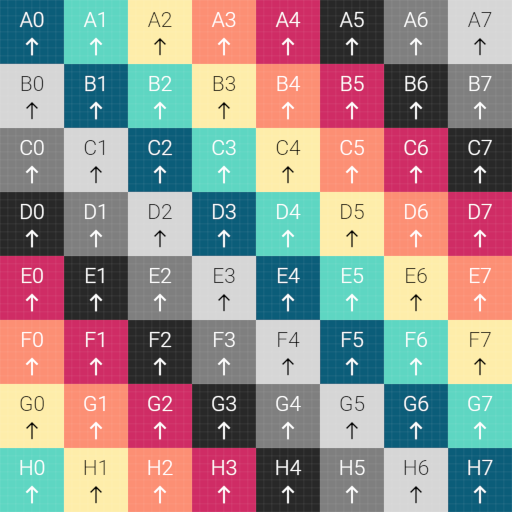 A0 A1 A2 A3 A4 A5 A6 A7
↑ ↑ ↑ ↑ ↑ ↑ ↑ ↑
B0 B1 B2 B3 B4 B5 B6 B7
↑ ↑ ↑ ↑ ↑ ↑ ↑ ↑
C0 C1 C2 C3 C4 C5 C6 C7
↑ ↑ ↑ ↑ ↑ ↑ ↑ ↑
D0 D1 D2 D3 D4 D5 D6 D7
↑ ↑ ↑ ↑ ↑ ↑ ↑ ↑
E0 E1 E2 E3 E4 E5 E6 E7
↑ ↑ ↑ ↑ ↑ ↑ ↑ ↑
F0 F1 F2 F3 F4 F5 F6 F7
↑ ↑ ↑ ↑ ↑ ↑ ↑ ↑
G0 G1 G2 G3 G4 G5 G6 G7
↑ ↑ ↑ ↑ ↑ ↑ ↑ ↑
H0 H1 H2 H3 H4 H5 H6 H7
↑ ↑ ↑ ↑ ↑ ↑ ↑ ↑